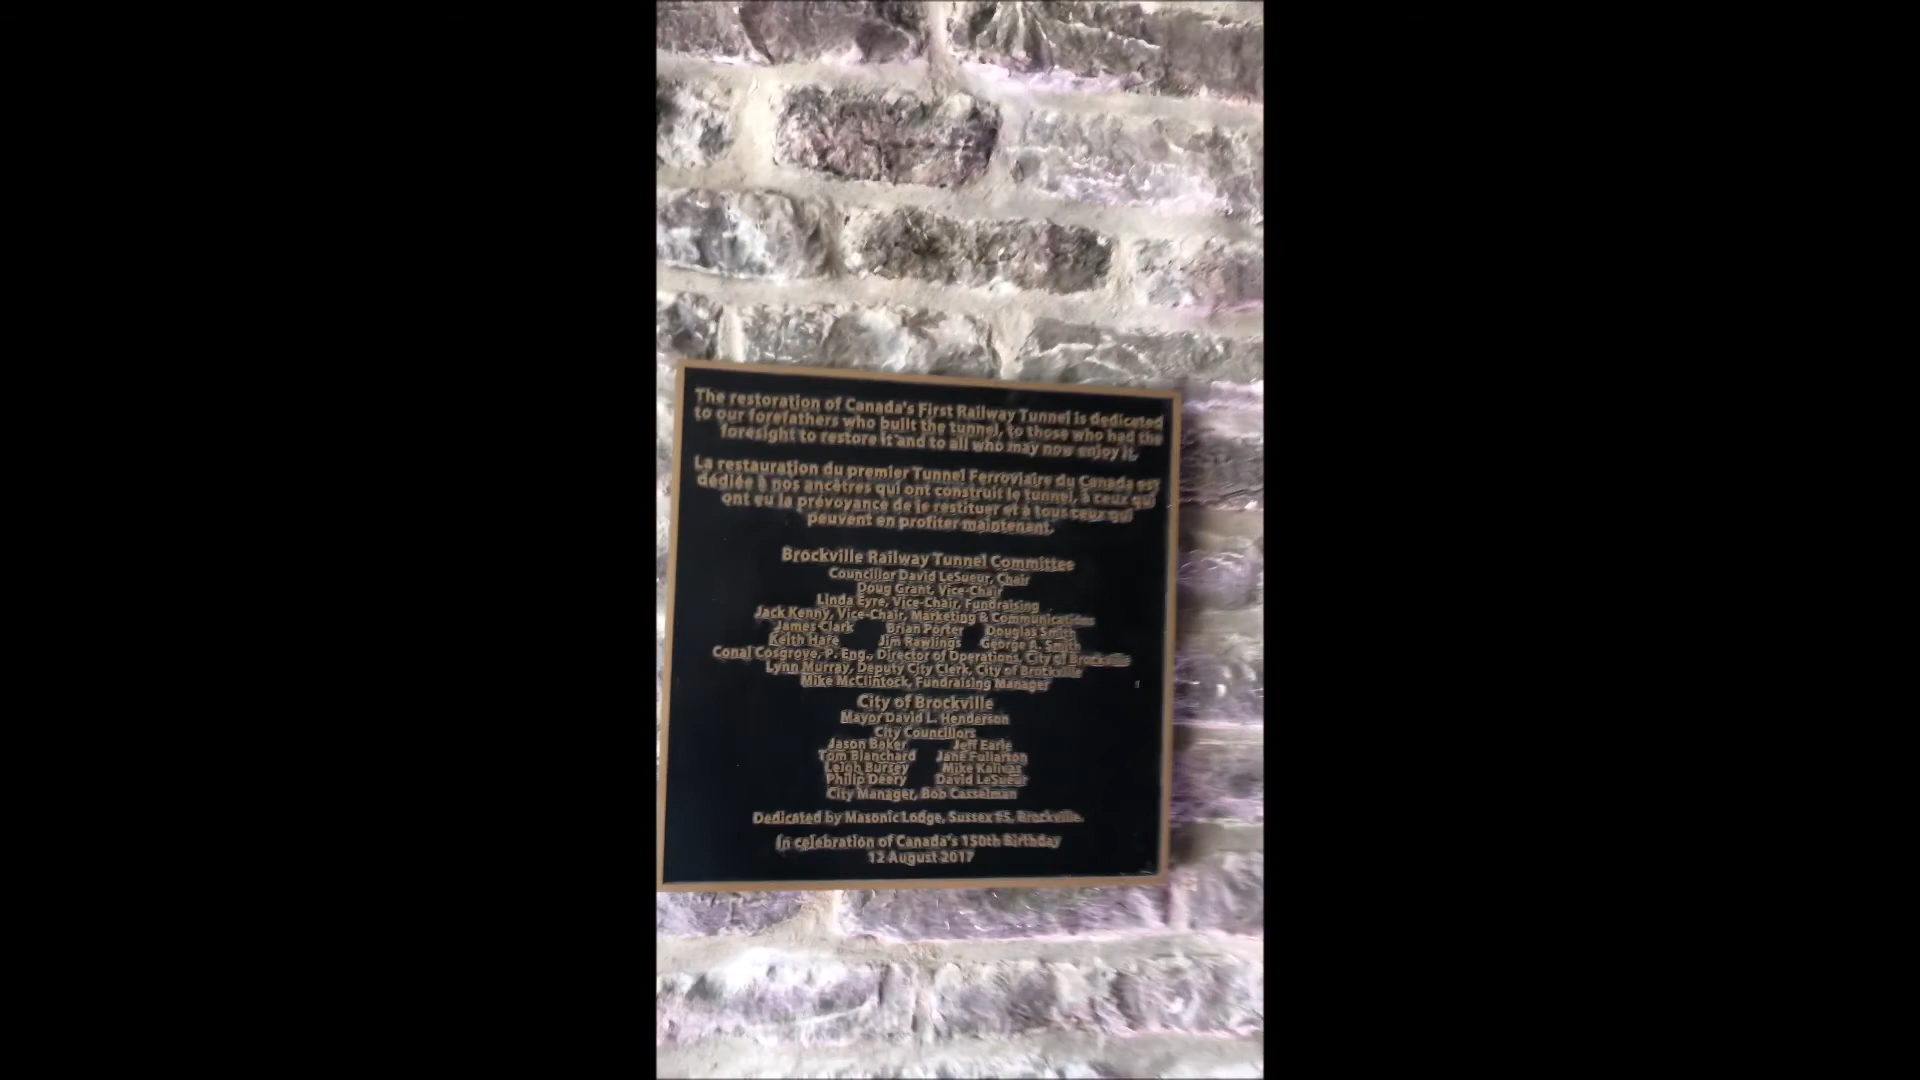 The restoration of Canada's First Railway Tunnel is dedicated
to our forefathers who built the tunnel, to those who had the
foresight to restore it and to all who may now enjoy it.
La restauration du premier Tunnel Ferroviaire du Canada est
dédiée à nos ancêtres qui ont construit le tunnel, à ceux qui
ont eu la prévoyance de le restituer et à tous ceux qui
peuvent en profiter maintenant.
Brockville Railway Tunnel Committee
Councillor David LeSueur, Chair
Doug Grant, Vice-Chair
Linda Eyre, Vice-Chair, Fundraising
Jack Kenny, Vice-Chair, Marketing & Communications
James Clark Brian Porter Douglas Smith
Keith Hare Jim Rawlings George A. Smith
Conal Cosgrove, P. Eng., Director of Operations, City of Brockville
Lynn Murray, Deputy City Clerk, City of Brockville
Mike McClintock, Fundraising Manager
City of Brockville
Mayor David L. Henderson
City Councillors
Jason Baker Jeff Earle
Tom Blanchard Jane Fullarton
Leigh Bursey Mike Kalivas
Philip Deery David LeSueur
City Manager, Bob Casselman
Dedicated by Masonic Lodge, Sussex #5, Brockville.
In celebration of Canada's 150th Birthday
12 August 2017